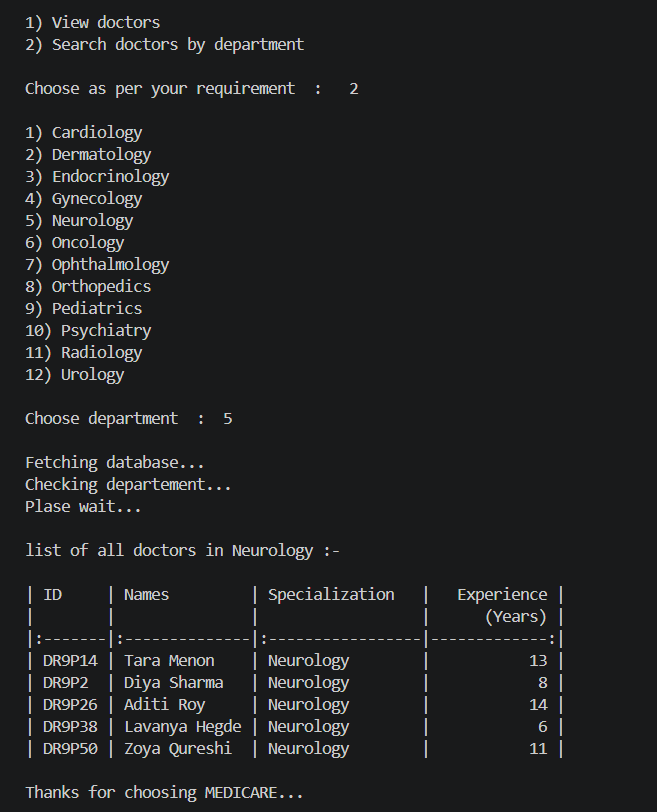 1) View doctors
2) Search doctors by department
Choose as per your requirement  :   2
1) Cardiology
2) Dermatology
3) Endocrinology
4) Gynecology
5) Neurology
6) Oncology
7) Ophthalmology
8) Orthopedics
9) Pediatrics
10) Psychiatry
11) Radiology
12) Urology
Choose department  :  5
Fetching database...
Checking departement...
Plase wait...
list of all doctors in Neurology :-
| ID     | Names         | Specialization   |   Experience |
|        |               |                  |      (Years) |
|:-------|:--------------|:-----------------|-------------:|
| DR9P14 | Tara Menon    | Neurology        |           13 |
| DR9P2  | Diya Sharma   | Neurology        |            8 |
| DR9P26 | Aditi Roy     | Neurology        |           14 |
| DR9P38 | Lavanya Hegde | Neurology        |            6 |
| DR9P50 | Zoya Qureshi  | Neurology        |           11 |
Thanks for choosing MEDICARE...